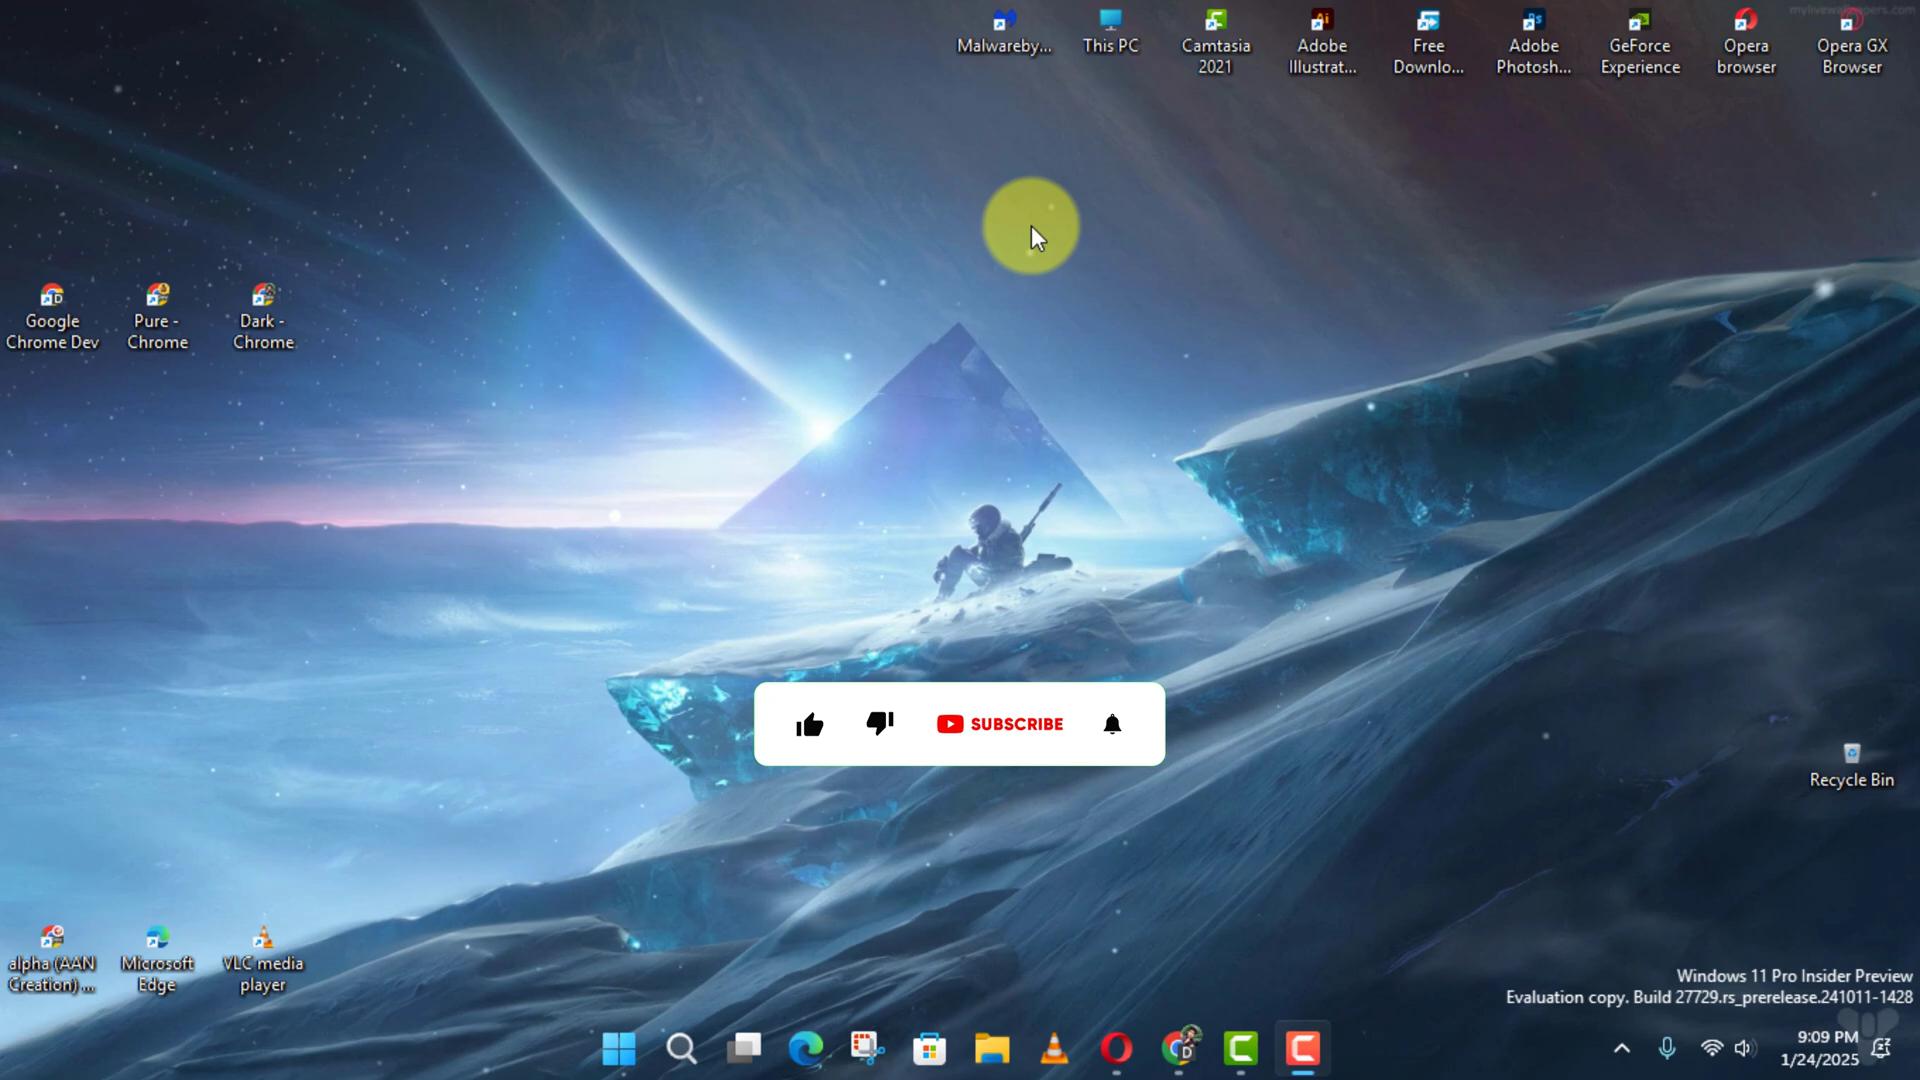 mylivewallpapers.com
Malwareby...
This PC
Camtasia
2021
Adobe
Illustrat...
Free
Downlo...
Adobe
Photosh...
GeForce
Experience
Opera
browser
Opera GX
Browser
Google
Chrome Dev
Pure -
Chrome
Dark -
Chrome
SUBSCRIBE
Recycle Bin
alpha (AAN
Creation) ...
Microsoft
Edge
VLC media
player
Windows 11 Pro Insider Preview
Evaluation copy. Build 27729.rs_prerelease.241011-1428
9:09 PM
1/24/2025